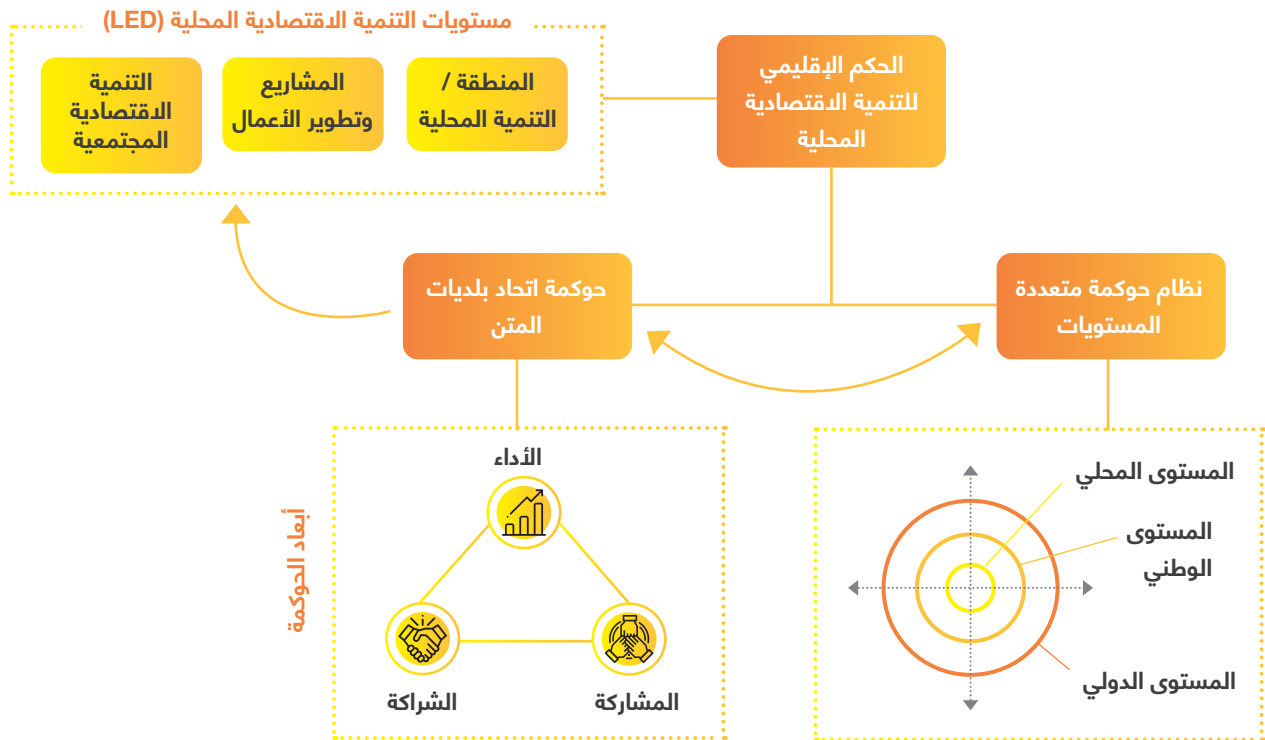 مستويات التنمية الاقتصادية المحلية (LED)
الحكم الإقليمي
للتنمية الاقتصادية
المحلية
المنطقة /
التنمية المحلية
المشاريع
وتطوير الأعمال
التنمية
الاقتصادية
المجتمعية
نظام حوكمة متعددة
المستويات
حوكمة اتحاد بلديات
المتن
المستوى المحلي
المستوى
الوطني
المستوى الدولي
أبعاد الحوكمة
الأداء
المشاركة
الشراكة